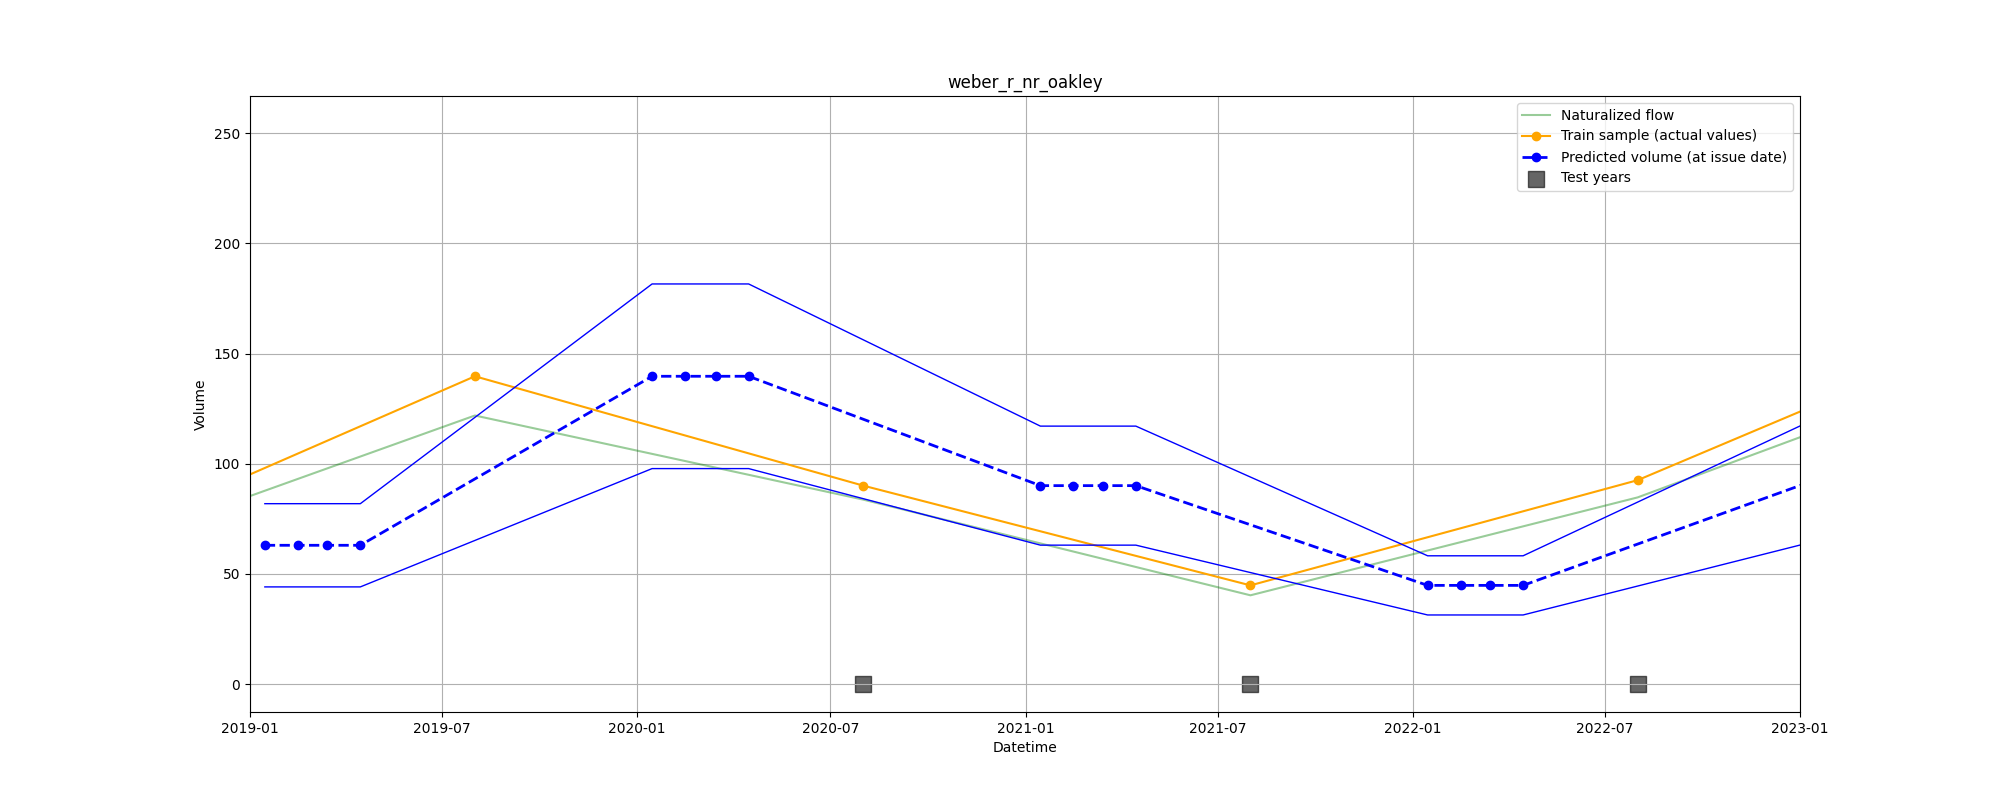 weber_r_nr_oakley
Naturalized flow
Train sample (actual values)
Predicted volume (at issue date)
Test years
Volume
250
200
150
100
50
0
2019-01 2019-07 2020-01 2020-07 2021-01 2021-07 2022-01 2022-07 2023-01
Datetime